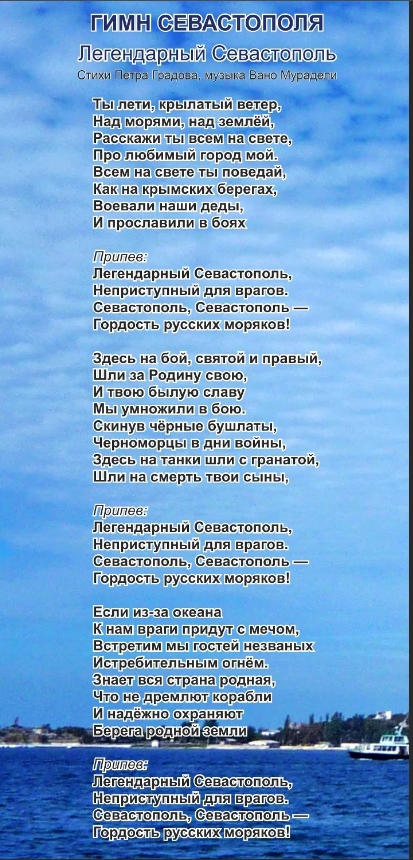 ГИМН СЕВАСТОПОЛЯ
Легендарный Севастополь
Стихи Петра Градова, музыка Вано Мурадели
Ты лети, крылатый ветер,
Над морями, над землёй,
Расскажи ты всем на свете,
Про любимый город мой.
Всем на свете ты поведай,
Как на крымских берегах,
Воевали наши деды,
И прославили в боях
Припев:
Легендарный Севастополь,
Неприступный для врагов.
Севастополь, Севастополь —
Гордость русских моряков!
Здесь на бой, святой и правый,
Шли за Родину свою,
И твою былую славу
Мы умножили в бою.
Скинув чёрные бушлаты,
Черноморцы в дни войны,
Здесь на танки шли с гранатой,
Шли на смерть твои сыны,
Припев:
Легендарный Севастополь,
Неприступный для врагов.
Севастополь, Севастополь —
Гордость русских моряков!
Если из-за океана
К нам враги придут с мечом,
Встретим мы гостей незваных
Истребительным огнём.
Знает вся страна родная,
Что не дремлют корабли
И надёжно охраняют
Берега родной земли
Припев:
Легендарный Севастополь,
Неприступный для врагов.
Севастополь, Севастополь —
Гордость русских моряков!